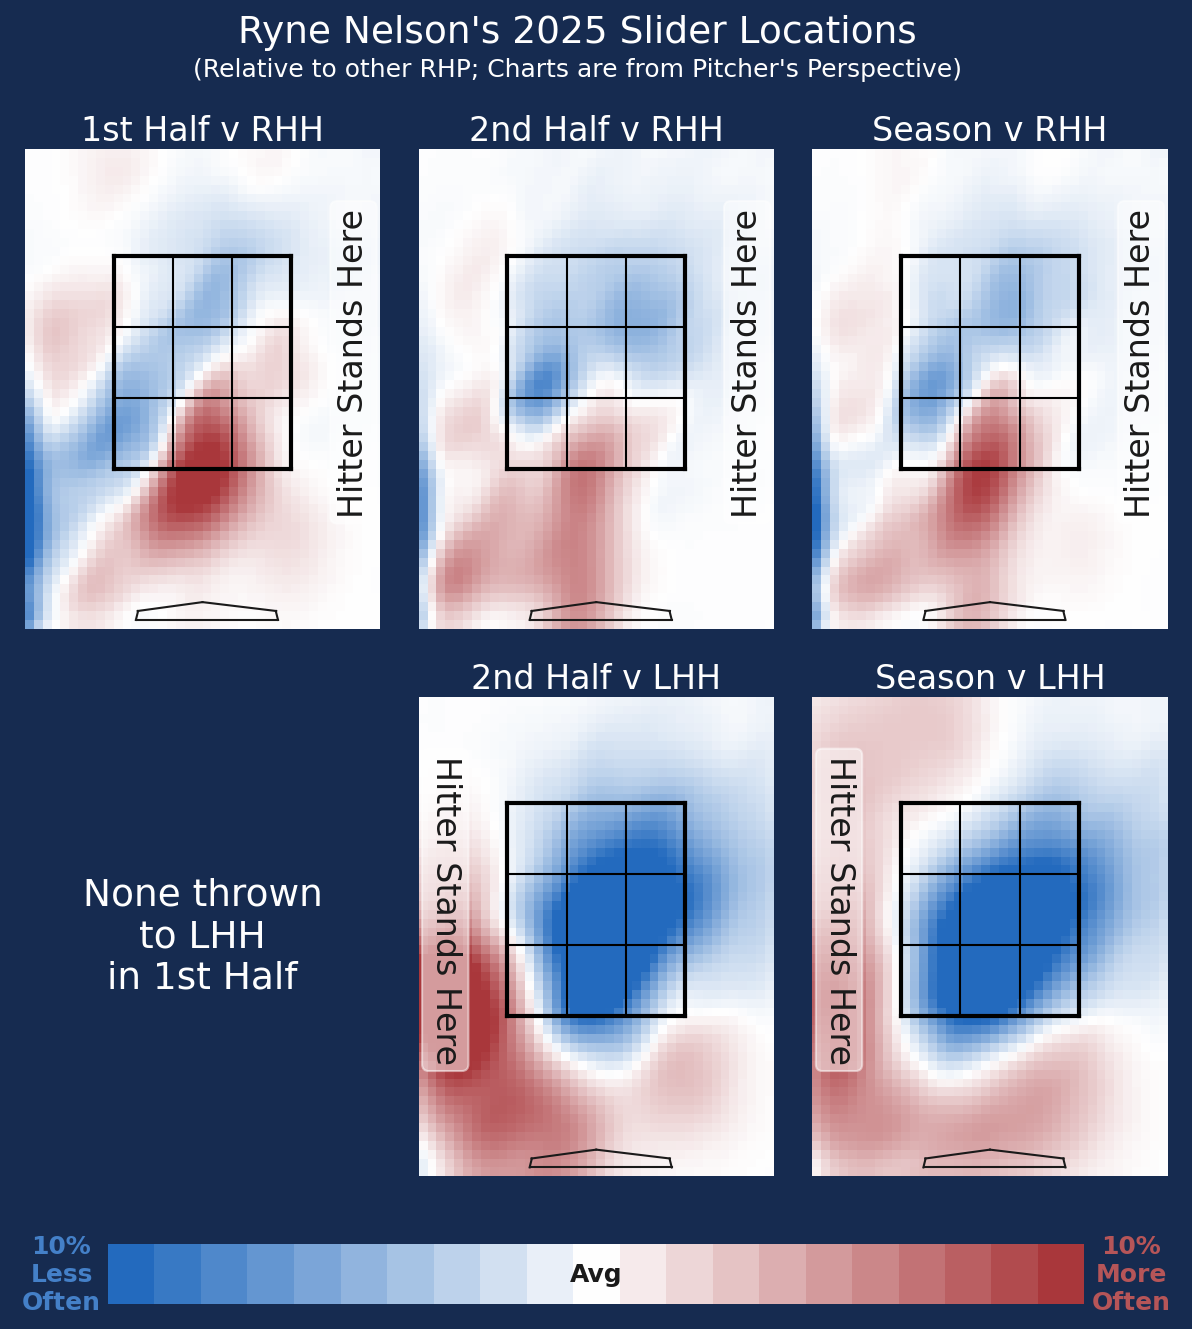 Ryne Nelson's 2025 Slider Locations
(Relative to other RHP; Charts are from Pitcher's Perspective)
1st Half v RHH
2nd Half v RHH
Season v RHH
Hitter Stands Here
Hitter Stands Here
Hitter Stands Here
2nd Half v LHH
Season v LHH
None thrown
to LHH
in 1st Half
Hitter Stands Here
Hitter Stands Here
10%
Less
Often
Avg
10%
More
Often